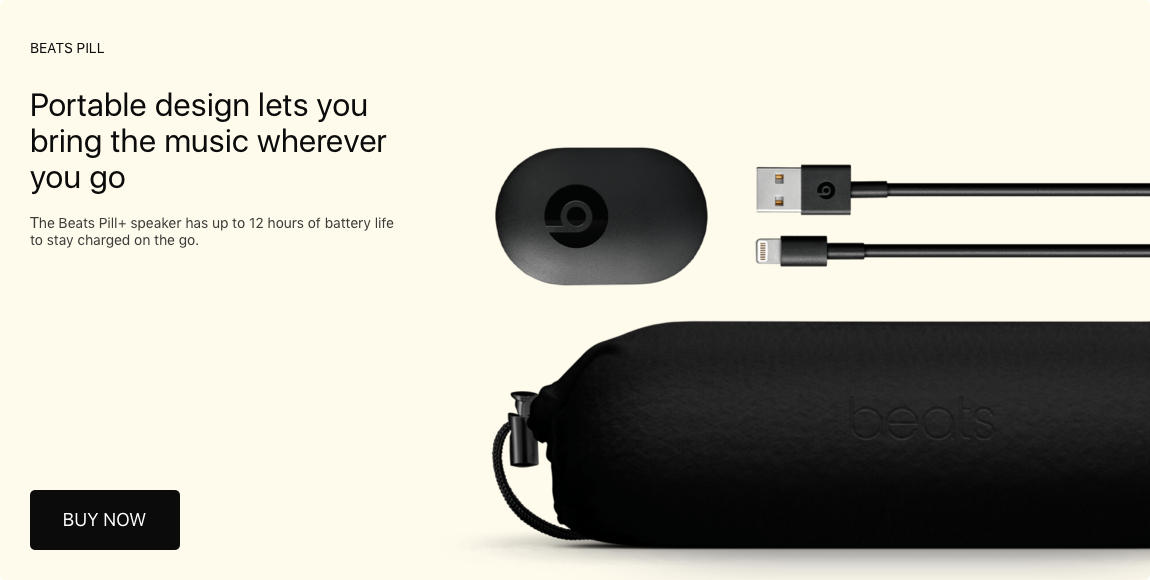 BEATS PILL
Portable design lets you
bring the music wherever
you go
The Beats Pill+ speaker has up to 12 hours of battery life
to stay charged on the go.
beats
BUY NOW